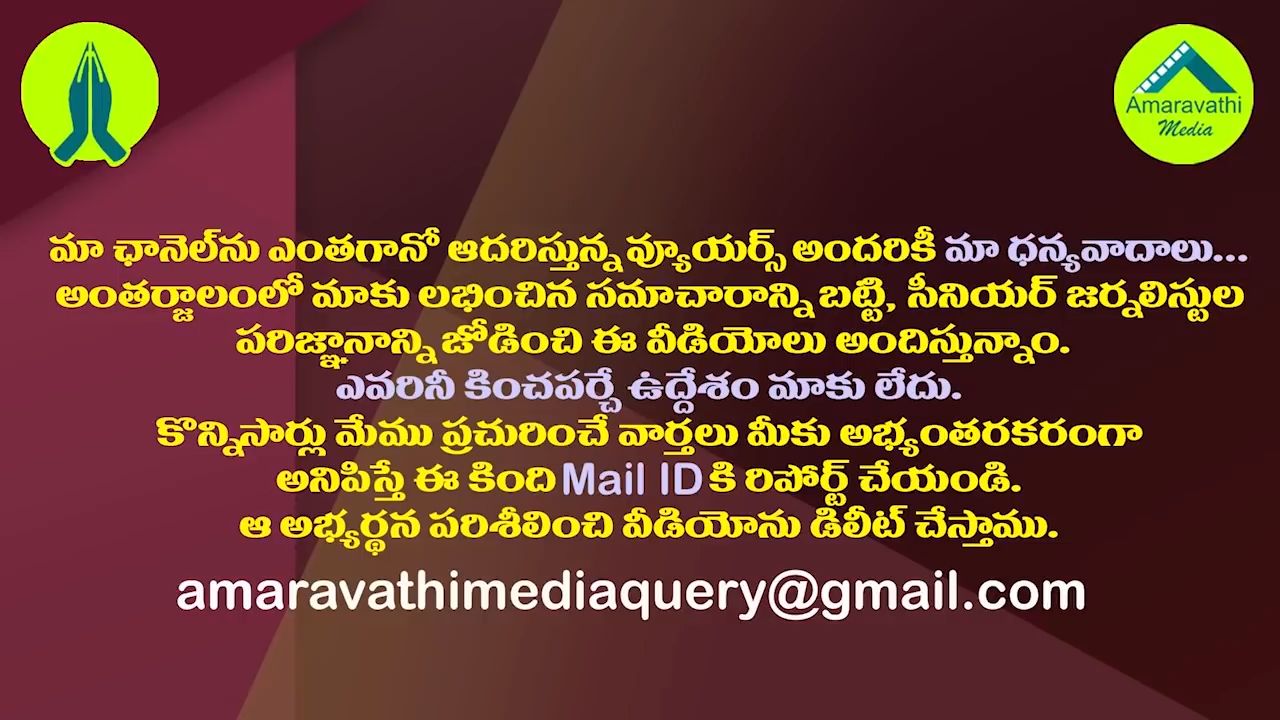 Amaravathi
Media
మా ఛానెల్‌ను ఎంతగానో ఆదరిస్తున్న వ్యూయర్స్ అందరికీ మా ధన్యవాదాలు...
అంతర్జాలంలో మాకు లభించిన సమాచారాన్ని బట్టి, సీనియర్ జర్నలిస్టుల
పరిజ్ఞానాన్ని జోడించి ఈ వీడియోలు అందిస్తున్నాం.
ఎవరినీ కించపర్చే ఉద్దేశం మాకు లేదు.
కొన్నిసార్లు మేము ప్రచురించే వార్తలు మీకు అభ్యంతరకరంగా
అనిపిస్తే ఈ కింది Mail ID కి రిపోర్ట్ చేయండి.
ఆ అభ్యర్థన పరిశీలించి వీడియోను డిలీట్ చేస్తాము.
amaravathimediaquery@gmail.com